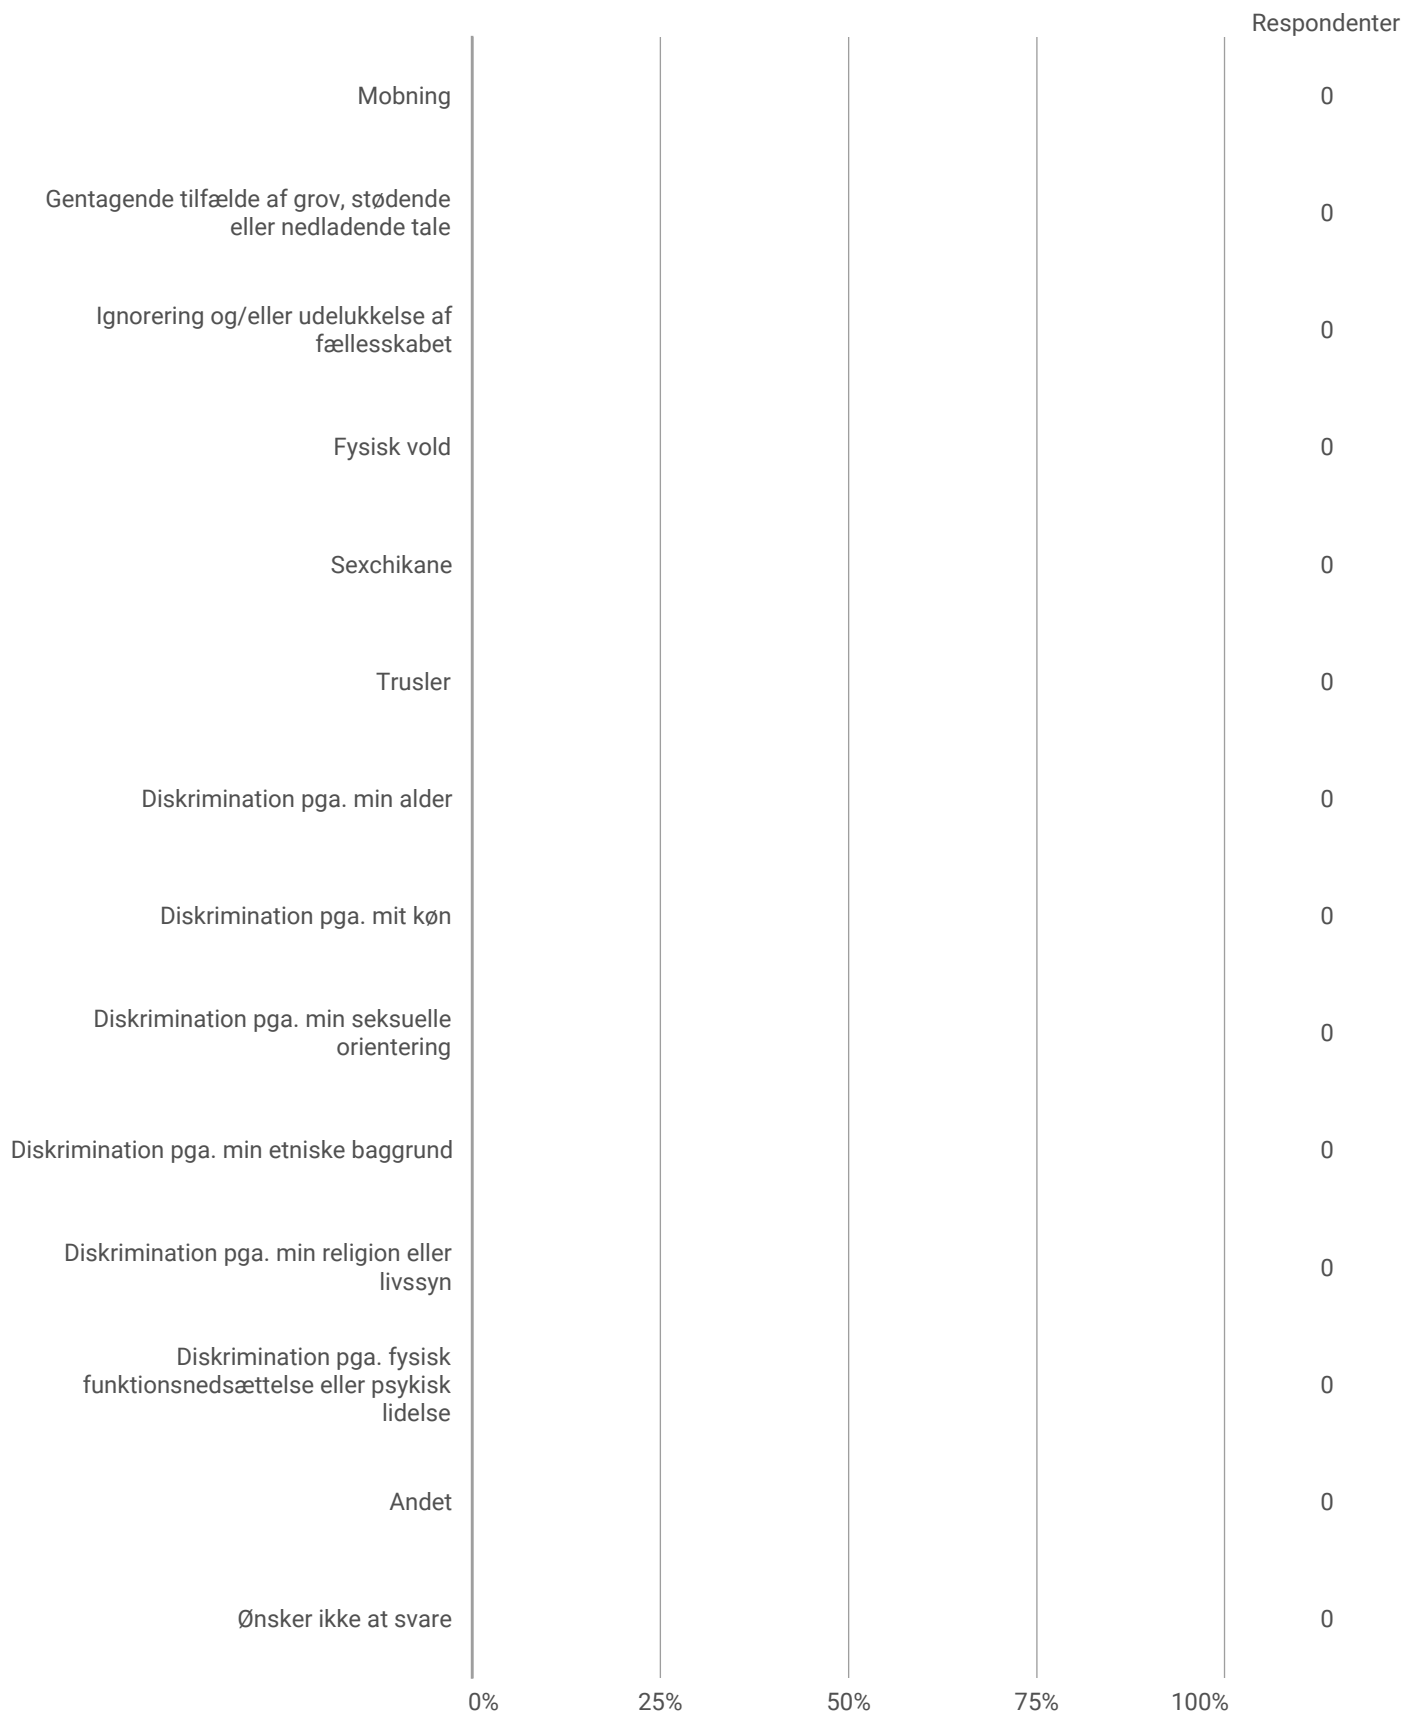 Respondenter
Mobning
0
Gentagende tilfælde af grov, stødende
eller nedladende tale
0
Ignorering og/eller udelukkelse af
fællesskabet
0
Fysisk vold
0
Sexchikane
0
Trusler
0
Diskrimination pga. min alder
0
Diskrimination pga. mit køn
0
Diskrimination pga. min seksuelle
orientering
0
Diskrimination pga. min etniske baggrund
0
Diskrimination pga. min religion eller
livssyn
0
Diskrimination pga. fysisk
funktionsnedsættelse eller psykisk
lidelse
0
Andet
0
Ønsker ikke at svare
0
0% 25% 50% 75% 100%